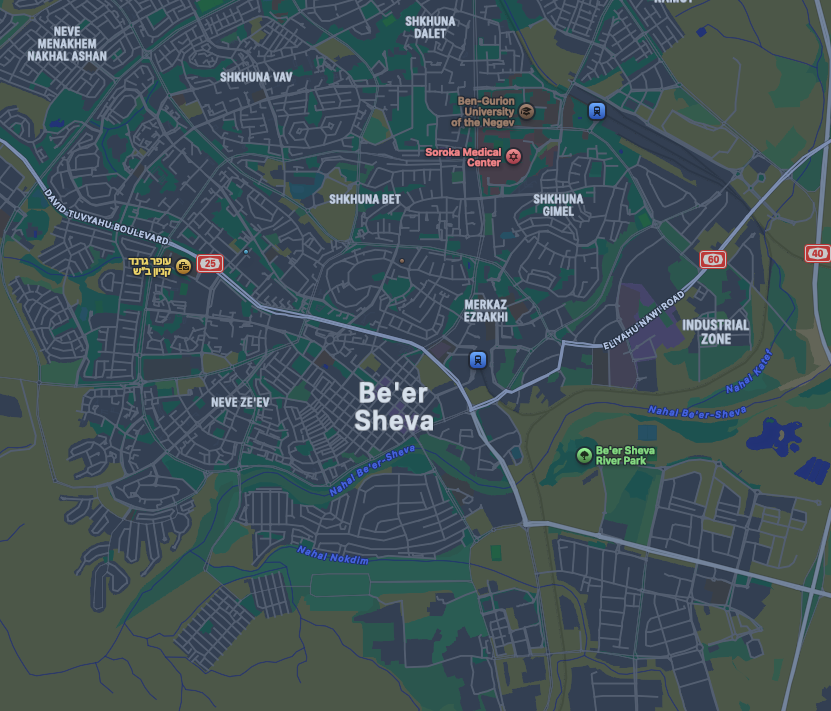 NEVE
MENAKHEM
NAKHAL ASHAN
SHKHUNA
DALET
SHKHUNA VAV
Ben-Gurion
University
of the Negev
Soroka Medical
Center
SHKHUNA BET
SHKHUNA
GIMEL
DAVID TUVYAHU BOULEVARD
עופר גרנד
קניון ב״ש
25
60
40
MERKAZ
EZRAKHI
ELIYAHU NAWI ROAD
INDUSTRIAL
ZONE
Nahal Kater
Be'er
Sheva
NEVE ZE'EV
Nahal Be'er-Sheva
Nahal Be'er-Sheva
Be'er Sheva
River Park
Nahal Nokdim